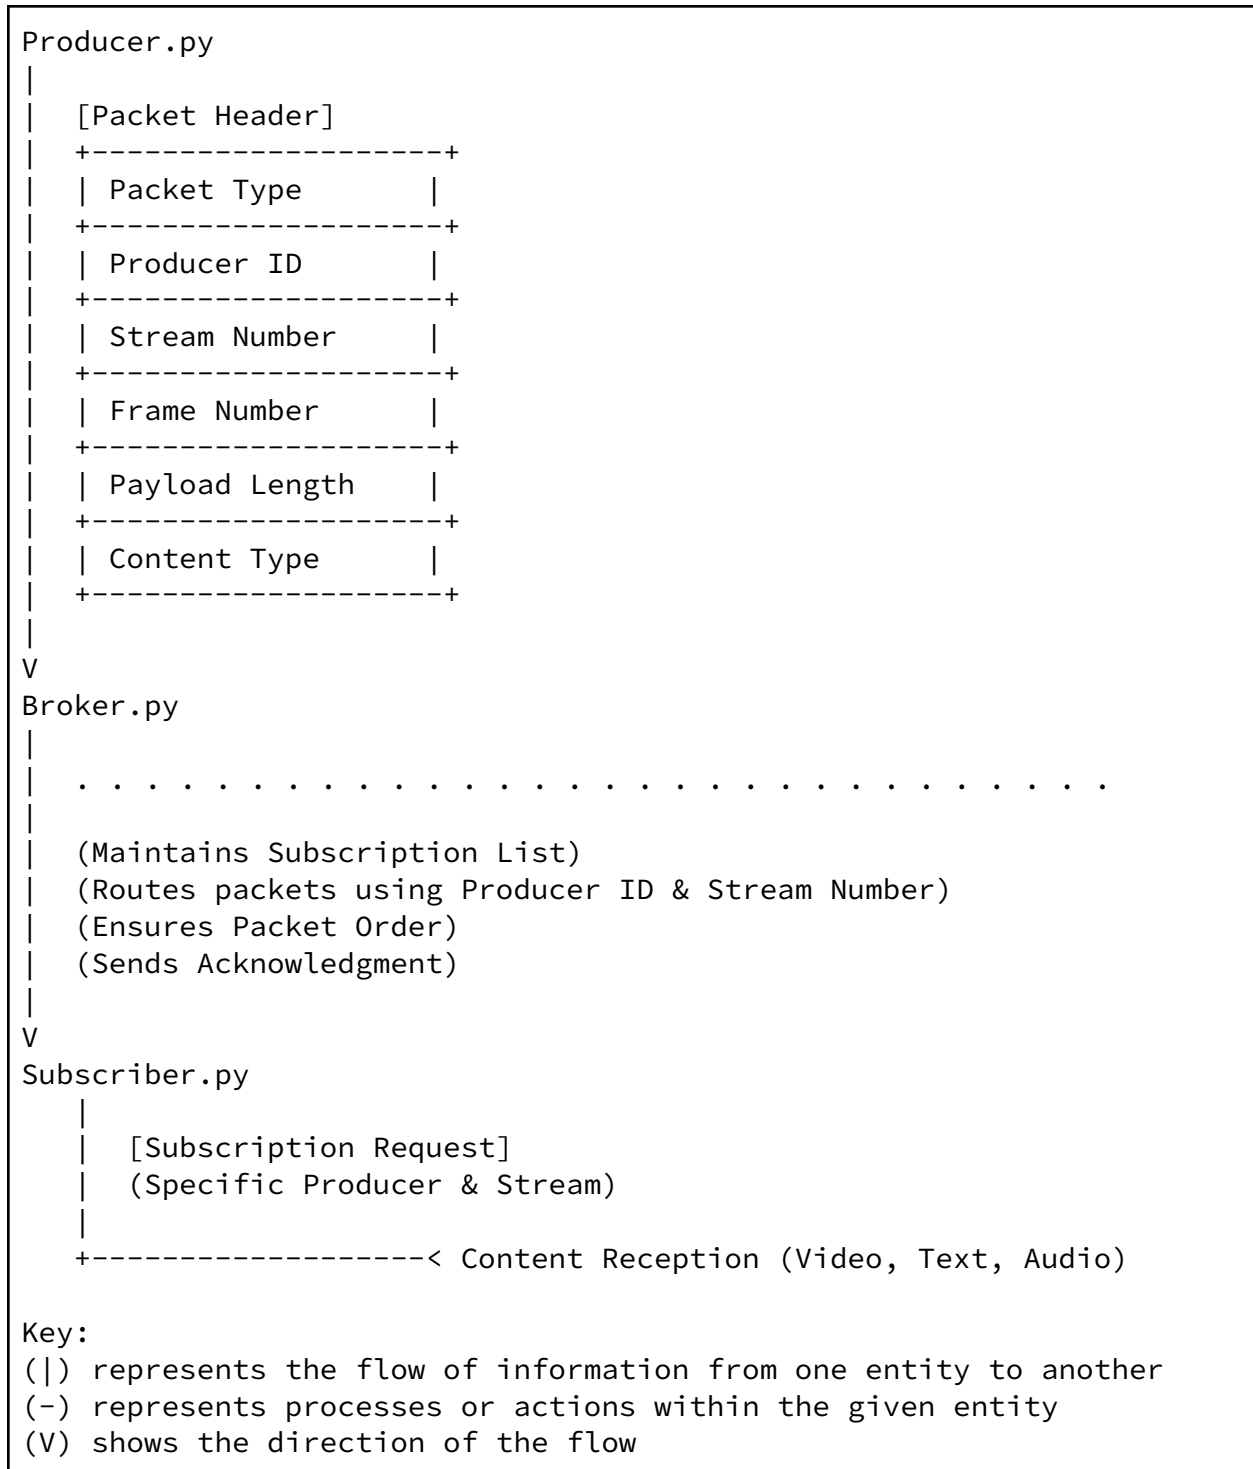 Producer.py
|
|  [Packet Header]
|  +--------------------+
|  | Packet Type        |
|  +--------------------+
|  | Producer ID        |
|  +--------------------+
|  | Stream Number      |
|  +--------------------+
|  | Frame Number       |
|  +--------------------+
|  | Payload Length     |
|  +--------------------+
|  | Content Type       |
|  +--------------------+
|
V
Broker.py
|
|  . . . . . . . . . . . . . . . . . . . . . . . . . . . . . .
|
|  (Maintains Subscription List)
|  (Routes packets using Producer ID & Stream Number)
|  (Ensures Packet Order)
|  (Sends Acknowledgment)
|
V
Subscriber.py
   |
   |  [Subscription Request]
   |  (Specific Producer & Stream)
   |
   +-------------------< Content Reception (Video, Text, Audio)

Key:
(|) represents the flow of information from one entity to another
(-) represents processes or actions within the given entity
(V) shows the direction of the flow